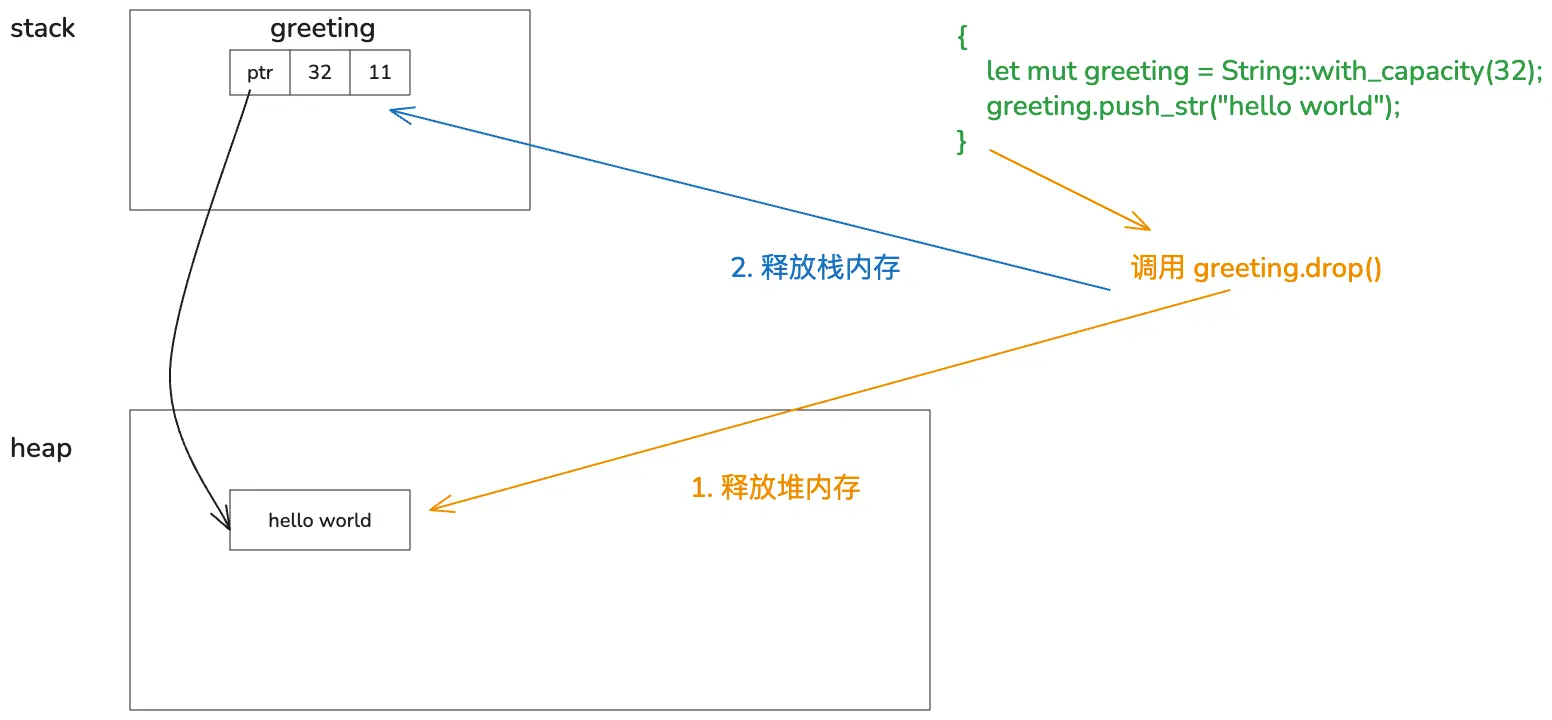 stack
greeting
ptr 32 11
{
let mut greeting = String::with_capacity(32);
greeting.push_str("hello world");
}
2. 释放栈内存
调用 greeting.drop()
heap
1. 释放堆内存
hello world